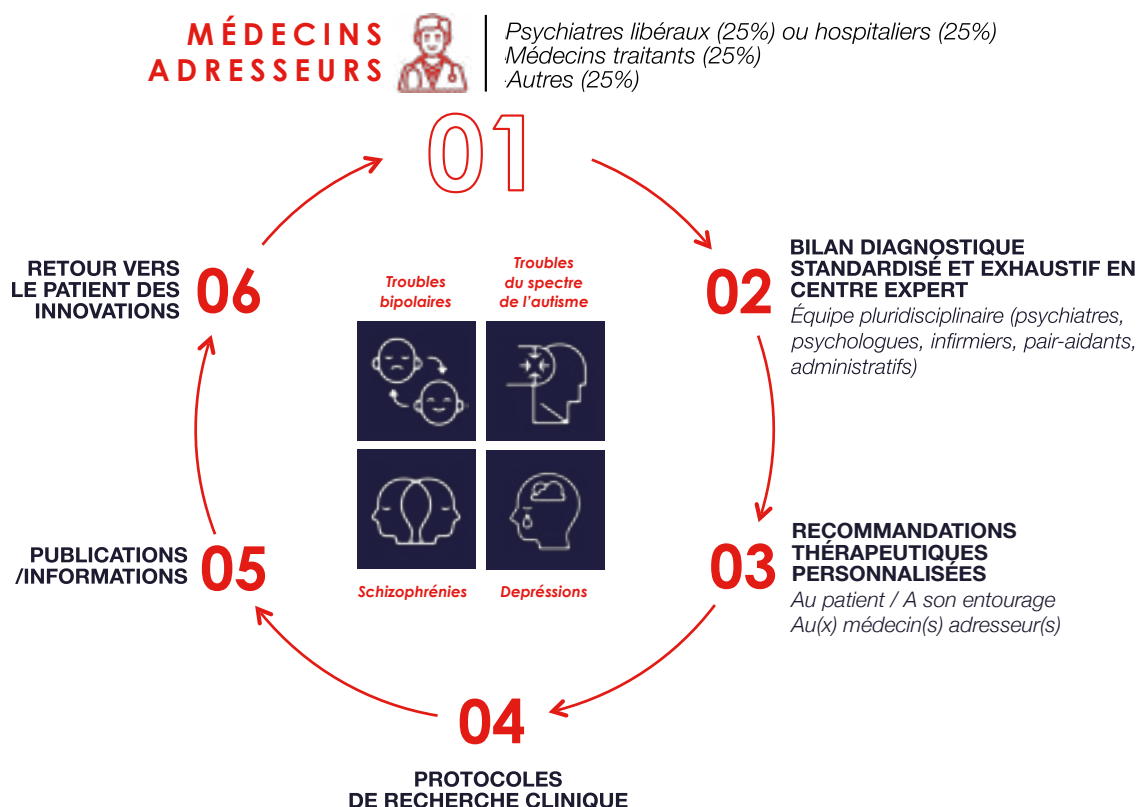 MÉDECINS
ADRESSEURS
Psychiatres libéraux (25%) ou hospitaliers (25%)
Médecins traitants (25%)
Autres (25%)
01
02
BILAN DIAGNOSTIQUE
STANDARDISÉ ET EXHAUSTIF EN
CENTRE EXPERT
Équipe pluridisciplinaire (psychiatres,
psychologues, infirmiers, pair-aidants,
administratifs)
03
RECOMMANDATIONS
THÉRAPEUTIQUES
PERSONNALISÉES
Au patient / A son entourage
Au(x) médecin(s) adresseur(s)
04
PROTOCOLES
DE RECHERCHE CLINIQUE
PUBLICATIONS
/INFORMATIONS
05
RETOUR VERS
LE PATIENT DES
INNOVATIONS
06
Troubles
bipolaires
Troubles
du spectre
de l'autisme
Schizophrénies
Depréssions